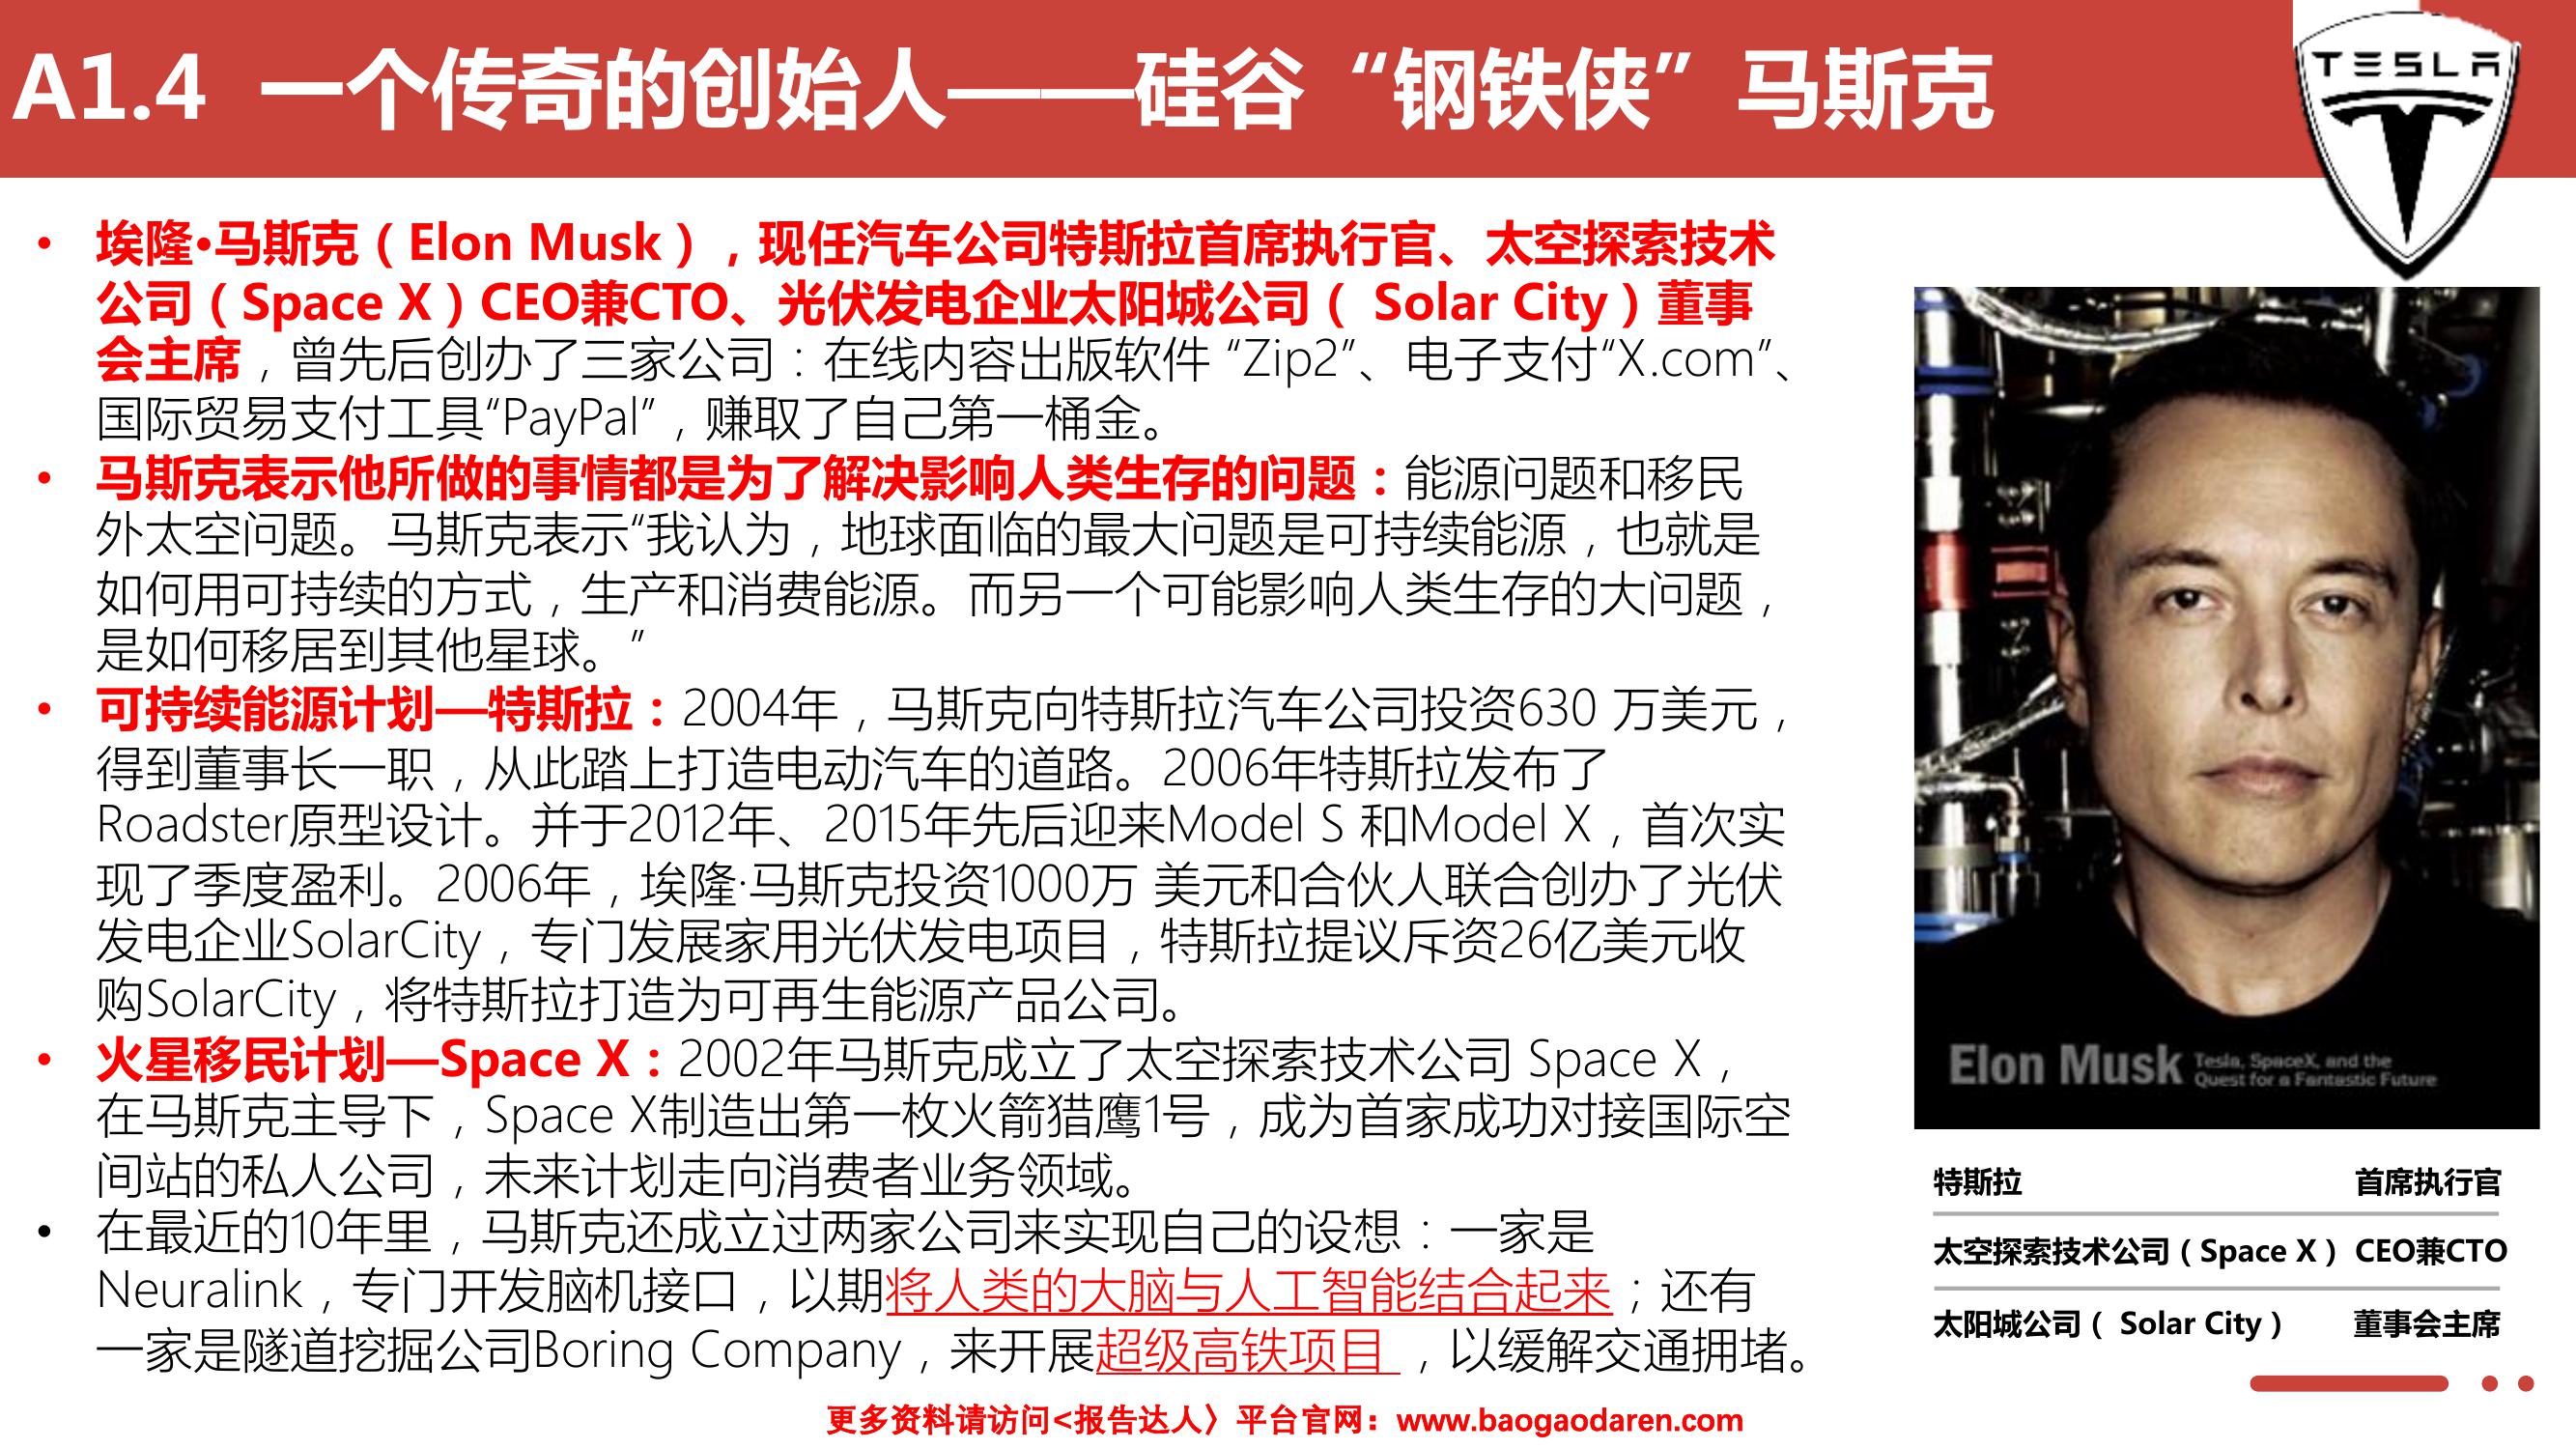 A1.4 一个传奇的创始人——硅谷“钢铁侠”马斯克
TESLA
• 埃隆•马斯克（Elon Musk），现任汽车公司特斯拉首席执行官、太空探索技术
公司（Space X）CEO兼CTO、光伏发电企业太阳城公司（ Solar City）董事
会主席，曾先后创办了三家公司：在线内容出版软件 “Zip2”、电子支付“X.com”、
国际贸易支付工具“PayPal”，赚取了自己第一桶金。
• 马斯克表示他所做的事情都是为了解决影响人类生存的问题：能源问题和移民
外太空问题。马斯克表示“我认为，地球面临的最大问题是可持续能源，也就是
如何用可持续的方式，生产和消费能源。而另一个可能影响人类生存的大问题，
是如何移居到其他星球。”
• 可持续能源计划—特斯拉：2004年，马斯克向特斯拉汽车公司投资630 万美元，
得到董事长一职，从此踏上打造电动汽车的道路。2006年特斯拉发布了
Roadster原型设计。并于2012年、2015年先后迎来Model S 和Model X，首次实
现了季度盈利。2006年，埃隆·马斯克投资1000万 美元和合伙人联合创办了光伏
发电企业SolarCity，专门发展家用光伏发电项目，特斯拉提议斥资26亿美元收
购SolarCity，将特斯拉打造为可再生能源产品公司。
• 火星移民计划—Space X：2002年马斯克成立了太空探索技术公司 Space X，
在马斯克主导下，Space X制造出第一枚火箭猎鹰1号，成为首家成功对接国际空
间站的私人公司，未来计划走向消费者业务领域。
• 在最近的10年里，马斯克还成立过两家公司来实现自己的设想：一家是
Neuralink，专门开发脑机接口，以期将人类的大脑与人工智能结合起来；还有
一家是隧道挖掘公司Boring Company，来开展超级高铁项目 ，以缓解交通拥堵。
Elon Musk Tesla, SpaceX, and the
Quest for a Fantastic Future
特斯拉 首席执行官
太空探索技术公司（Space X） CEO兼CTO
太阳城公司（ Solar City） 董事会主席
更多资料请访问<报告达人〉平台官网：www.baogaodaren.com